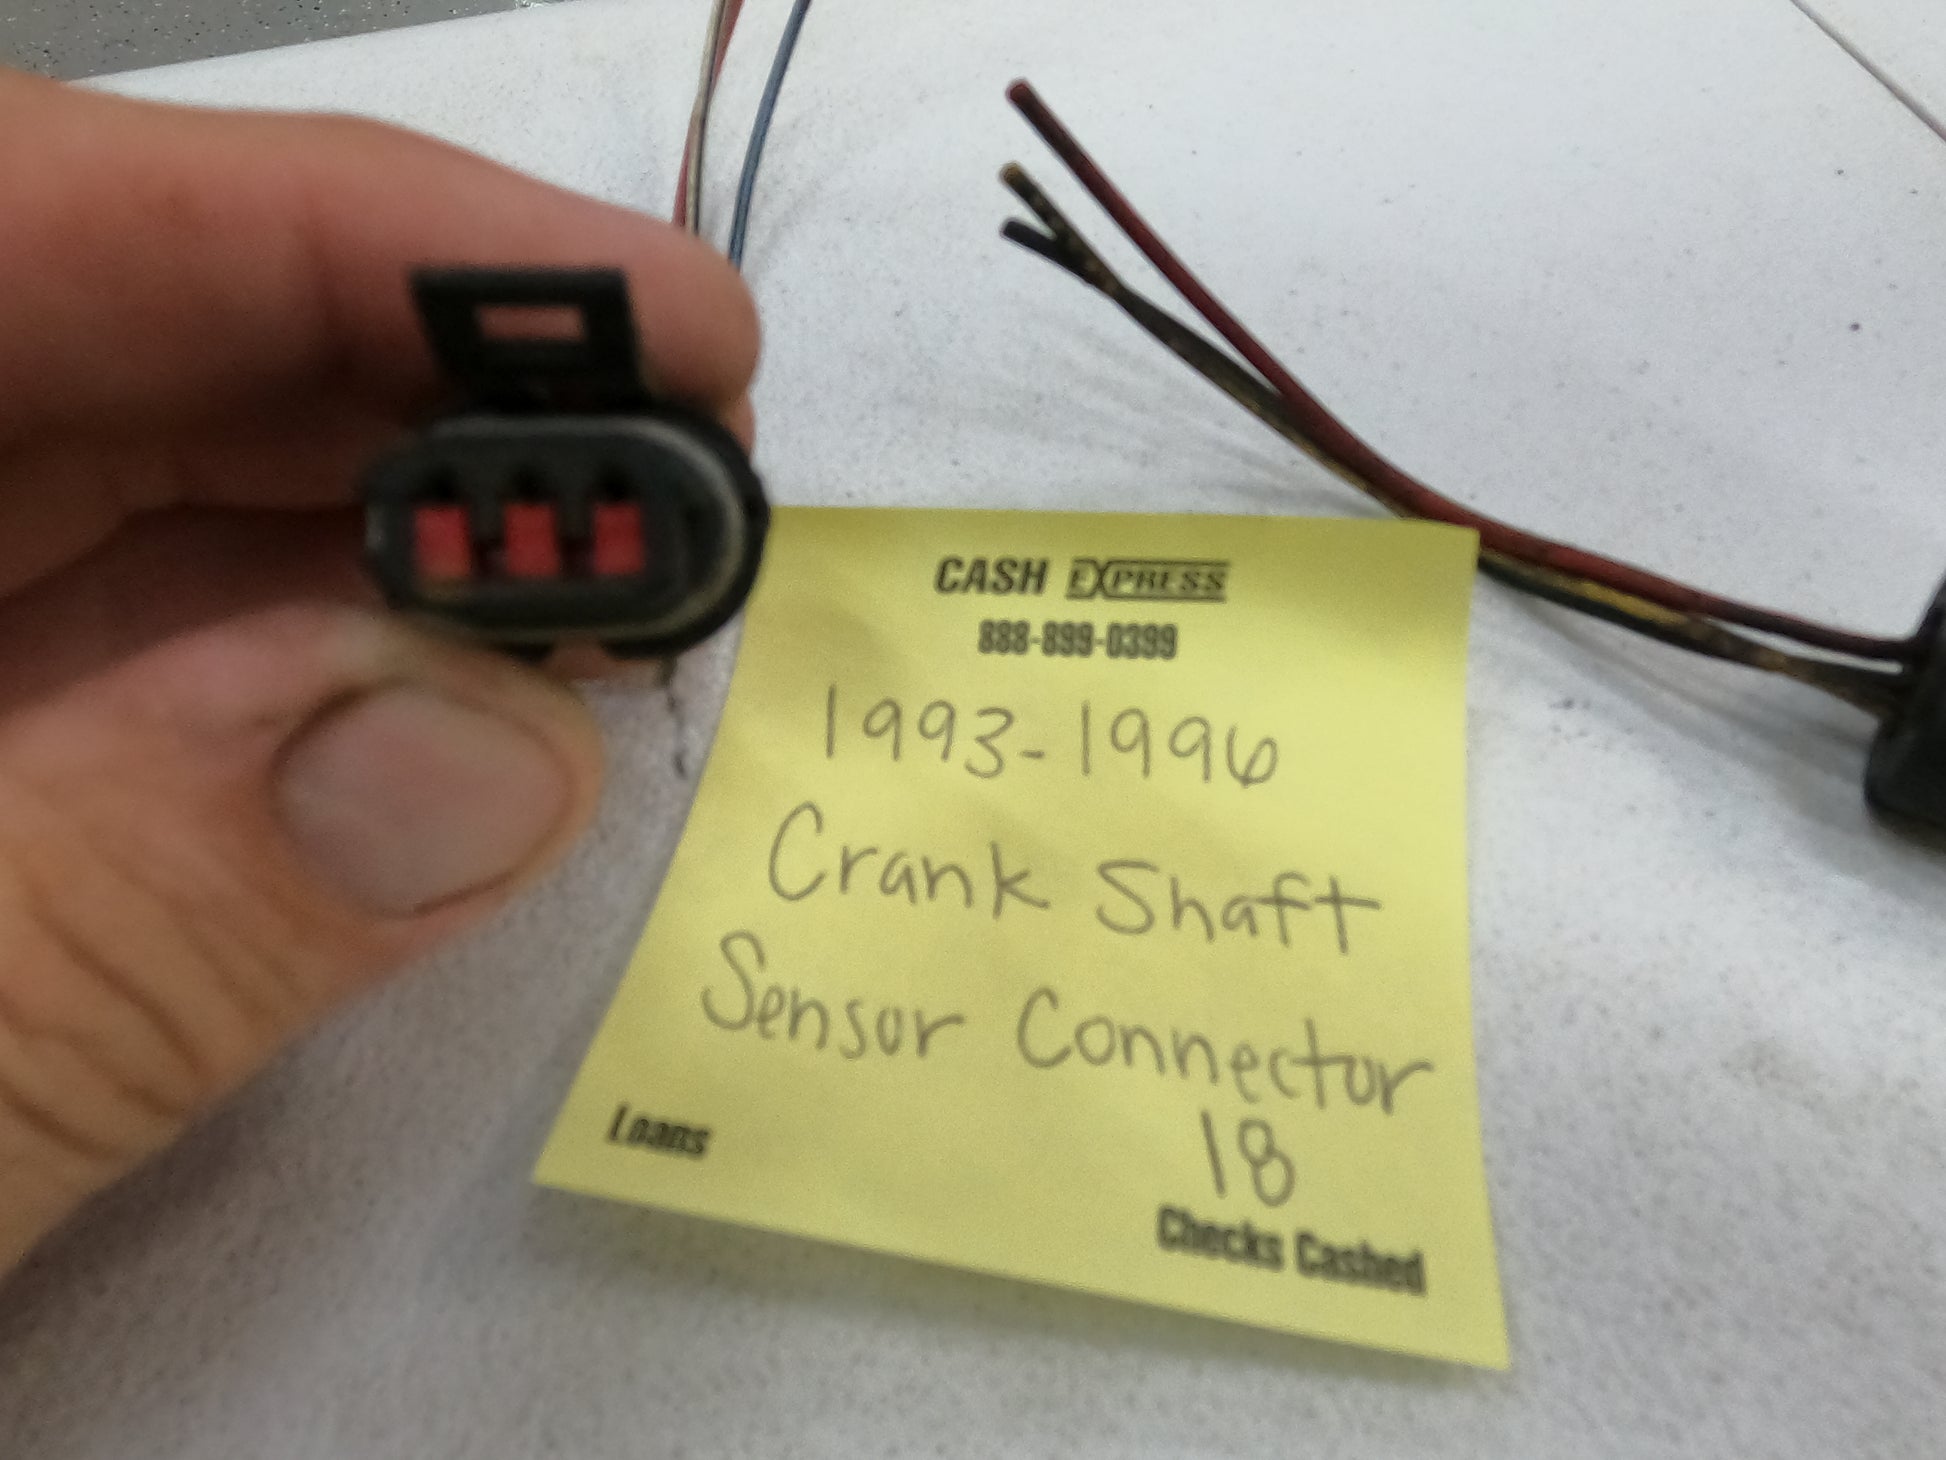 CASH EXPRESS
888-899-0399
1993-1996
Crank Shaft
Sensor Connector
18
Loans
Checks Cashed